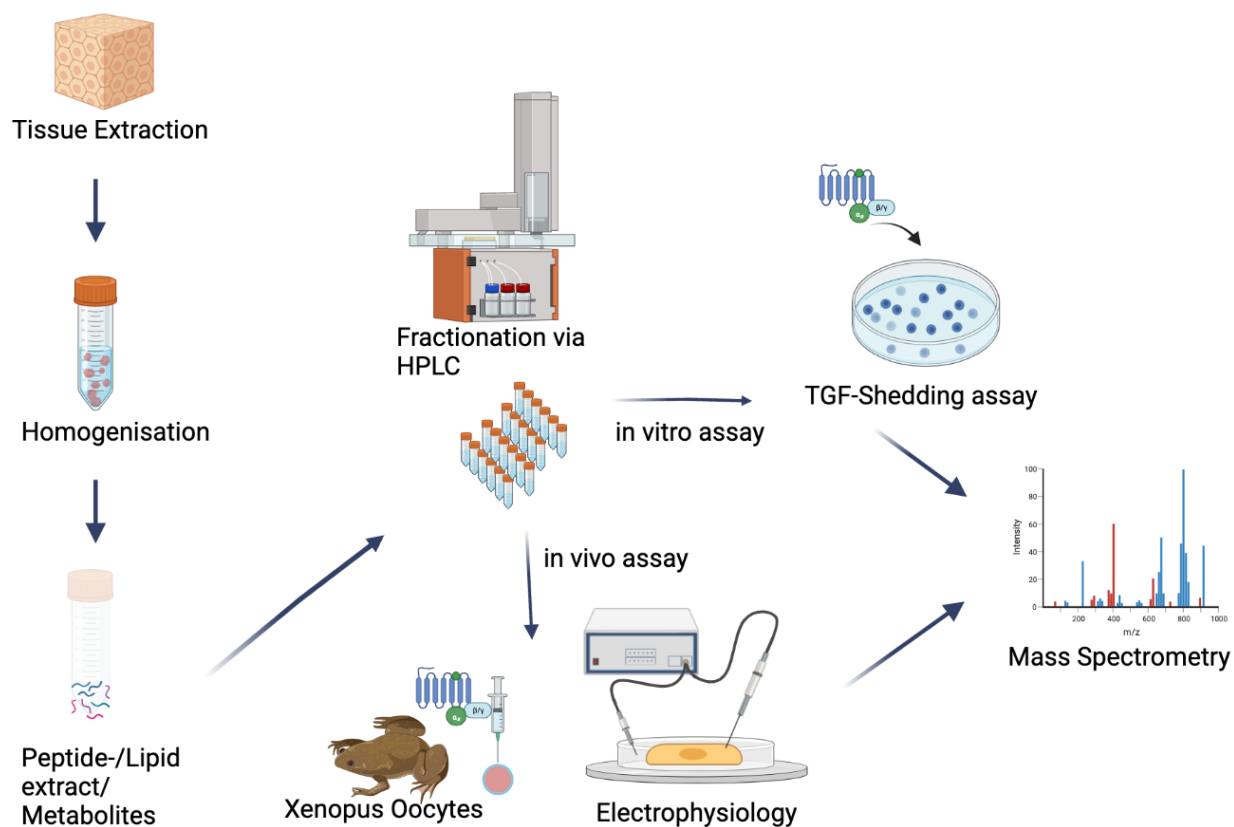 Tissue Extraction
Homogenisation
Peptide-/Lipid
extract/
Metabolites
Fractionation via
HPLC
in vitro assay
in vivo assay
β/γ
TGF-Shedding assay
β/γ
Xenopus Oocytes
Electrophysiology
Intensity
100
80
60
40
20
0
200
400
600
800
1000
m/z
Mass Spectrometry